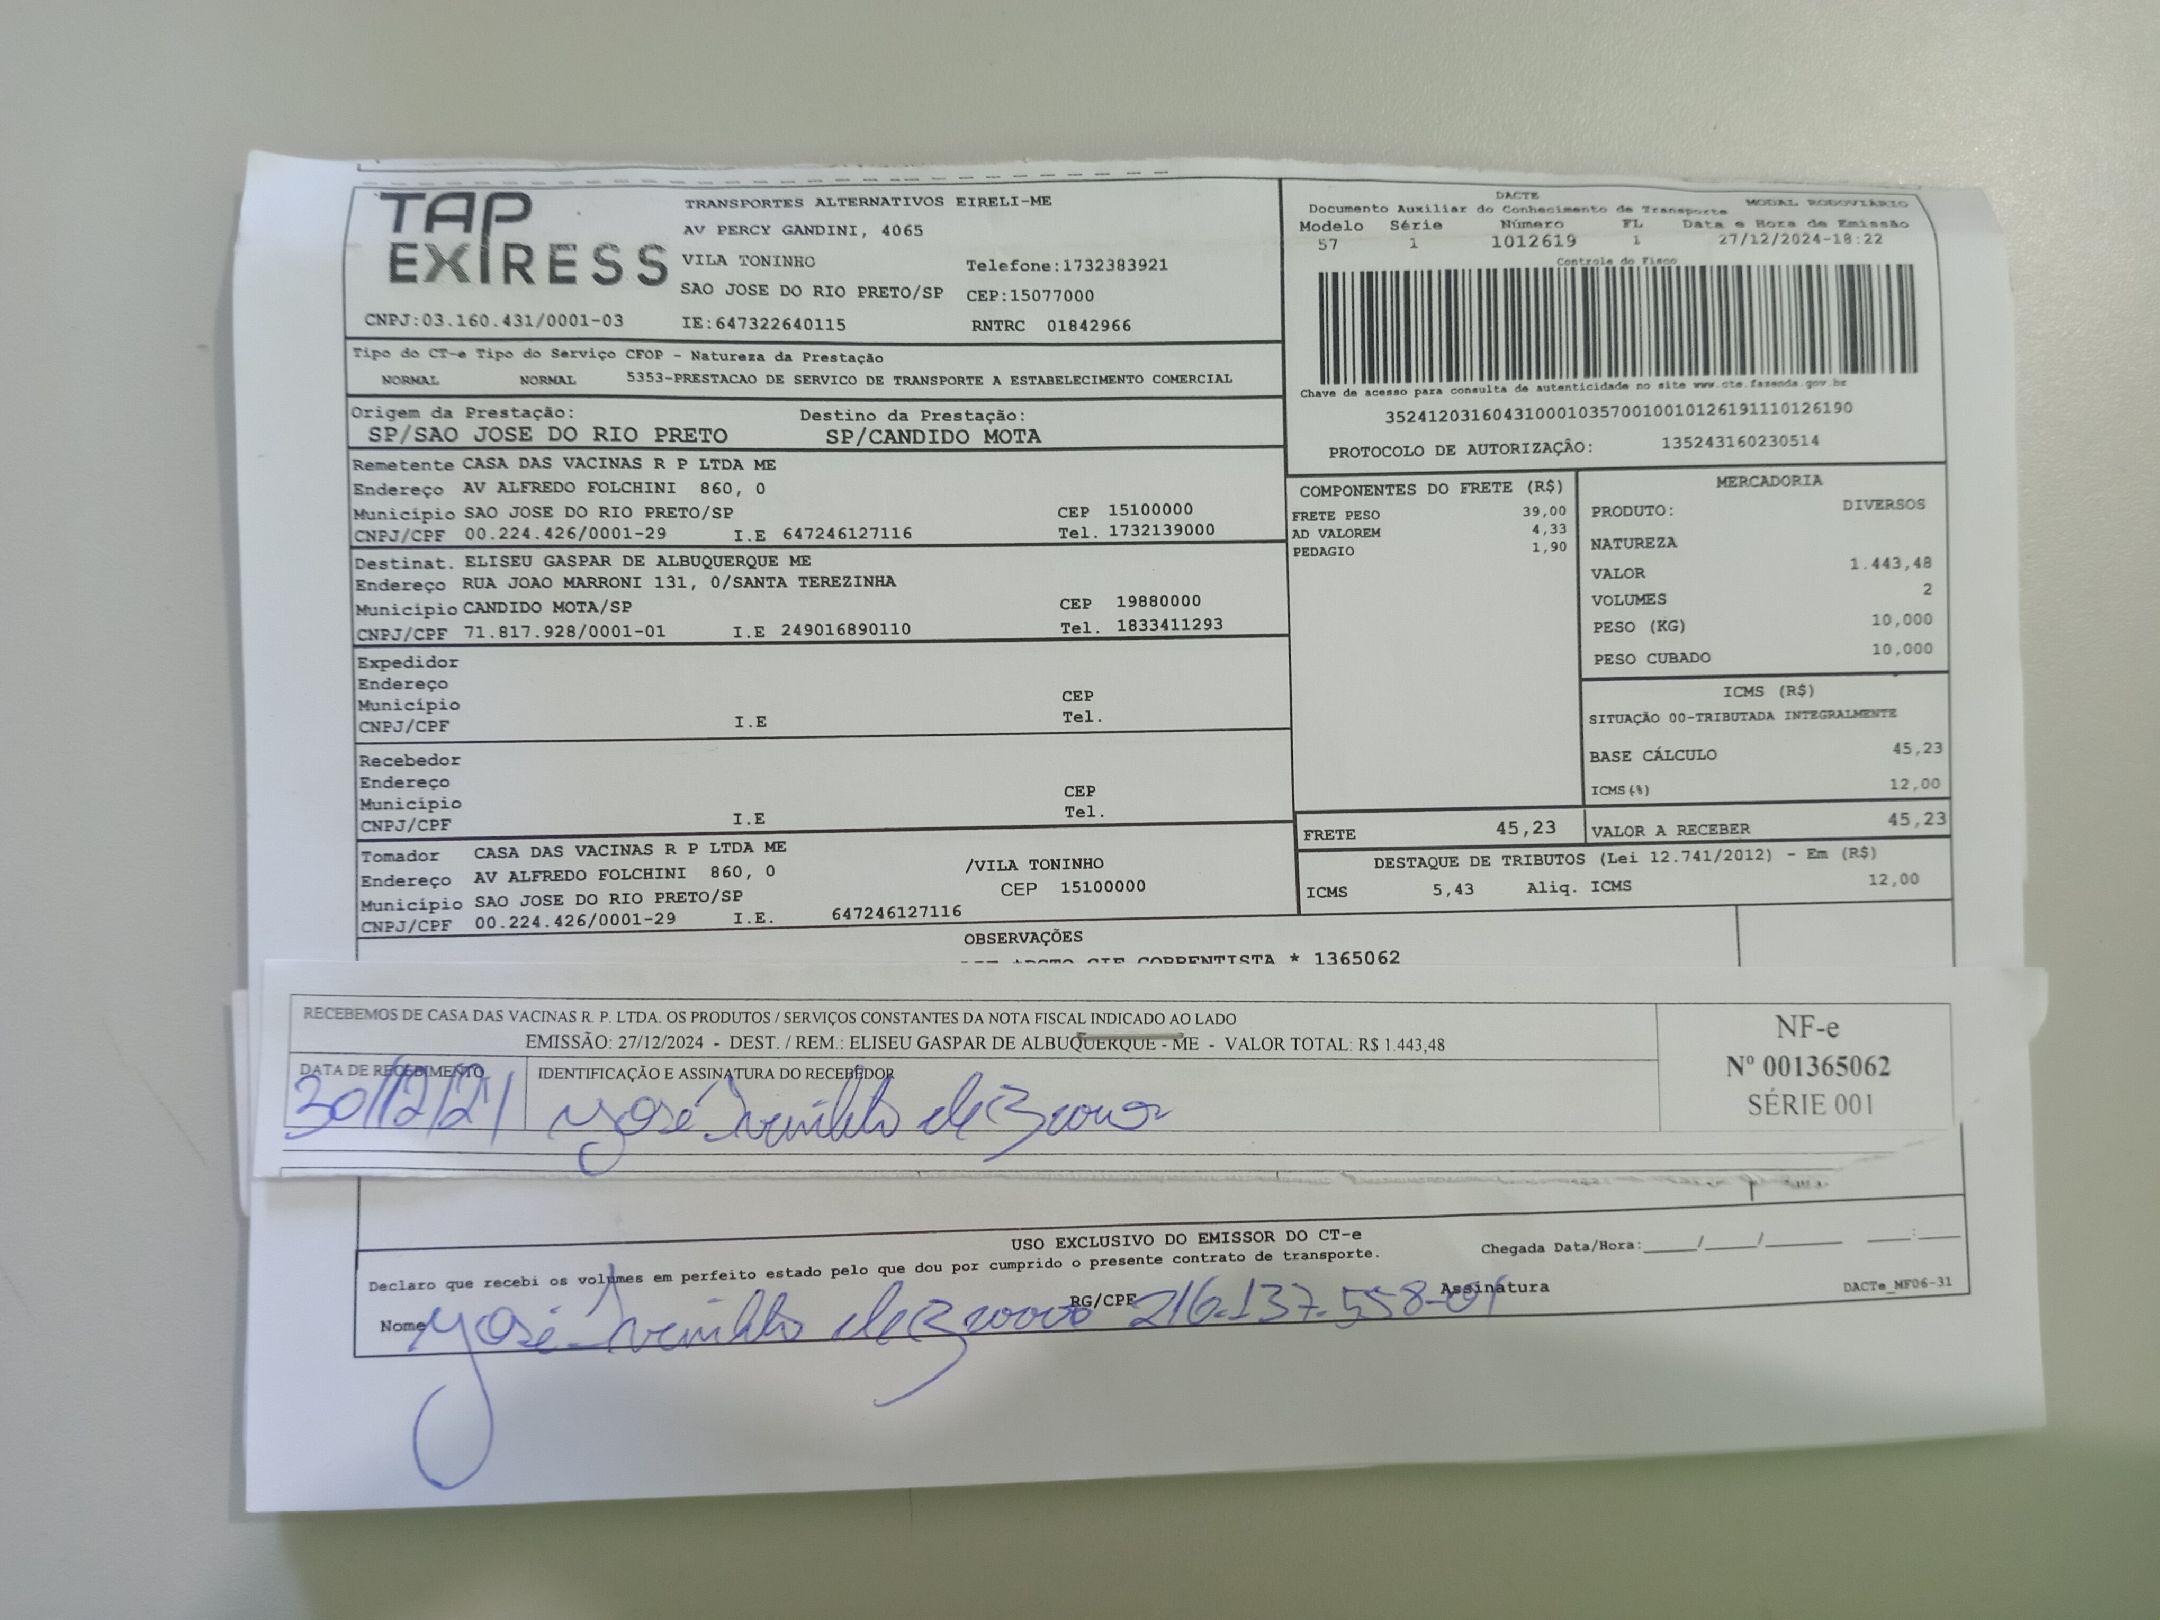 TAP
EXPRESS
TRANSPORTES ALTERNATIVOS EIRELI-ME
AV PERCY GANDINI, 4065
VILA TONINHO Telefone:1732383921
SAO JOSE DO RIO PRETO/SP CEP:15077000
CNPJ:03.160.431/0001-03 IE:647322640115 RNTRC 01842966
DACTE
Documento Auxiliar do Conhecimento de Transporte MODAL RODOVIÁRIO
Modelo Série Número FL Data e Hora de Emissão
57 1 1012619 1 27/12/2024-18:22
Controle do Fisco
Chave de acesso para consulta de autenticidade no site www.cte.fazenda.gov.br
35241203160431000103570010010126191110126190
PROTOCOLO DE AUTORIZAÇÃO: 135243160230514
Tipo do CT-e Tipo do Serviço CFOP - Natureza da Prestação
NORMAL NORMAL 5353-PRESTACAO DE SERVICO DE TRANSPORTE A ESTABELECIMENTO COMERCIAL
Origem da Prestação: Destino da Prestação:
SP/SAO JOSE DO RIO PRETO SP/CANDIDO MOTA
Remetente CASA DAS VACINAS R P LTDA ME
Endereço AV ALFREDO FOLCHINI 860, 0
Município SAO JOSE DO RIO PRETO/SP CEP 15100000
CNPJ/CPF 00.224.426/0001-29 I.E 647246127116 Tel. 1732139000
Destinat. ELISEU GASPAR DE ALBUQUERQUE ME
Endereço RUA JOAO MARRONI 131, 0/SANTA TEREZINHA
Município CANDIDO MOTA/SP CEP 19880000
CNPJ/CPF 71.817.928/0001-01 I.E 249016890110 Tel. 1833411293
Expedidor
Endereço
Município CEP
CNPJ/CPF I.E Tel.
Recebedor
Endereço
Município CEP
CNPJ/CPF I.E Tel.
Tomador CASA DAS VACINAS R P LTDA ME
Endereço AV ALFREDO FOLCHINI 860, 0 /VILA TONINHO
Município SAO JOSE DO RIO PRETO/SP CEP 15100000
CNPJ/CPF 00.224.426/0001-29 I.E. 647246127116
COMPONENTES DO FRETE (R$)
FRETE PESO 39,00
AD VALOREM 4,33
PEDAGIO 1,90
MERCADORIA
PRODUTO: DIVERSOS
NATUREZA
VALOR 1.443,48
VOLUMES 2
PESO (KG) 10,000
PESO CUBADO 10,000
ICMS (R$)
SITUAÇÃO 00-TRIBUTADA INTEGRALMENTE
BASE CÁLCULO 45,23
ICMS(%) 12,00
FRETE 45,23 VALOR A RECEBER 45,23
DESTAQUE DE TRIBUTOS (Lei 12.741/2012) - Em (R$)
ICMS 5,43 Aliq. ICMS 12,00
OBSERVAÇÕES
CORRENTISTA * 1365062
RECEBEMOS DE CASA DAS VACINAS R. P. LTDA. OS PRODUTOS / SERVIÇOS CONSTANTES DA NOTA FISCAL INDICADO AO LADO
EMISSÃO: 27/12/2024 - DEST. / REM.: ELISEU GASPAR DE ALBUQUERQUE - ME - VALOR TOTAL: R$ 1.443,48
DATA DE RECEBIMENTO IDENTIFICAÇÃO E ASSINATURA DO RECEBEDOR
30/12/21 José
NF-e
Nº 001365062
SÉRIE 001
USO EXCLUSIVO DO EMISSOR DO CT-e
Declaro que recebi os volumes em perfeito estado pelo que dou por cumprido o presente contrato de transporte. Chegada Data/Hora:____/____/______ ____:____
Nome José RG/CPF 216.137.558-01 Assinatura DACTe_MF06-31